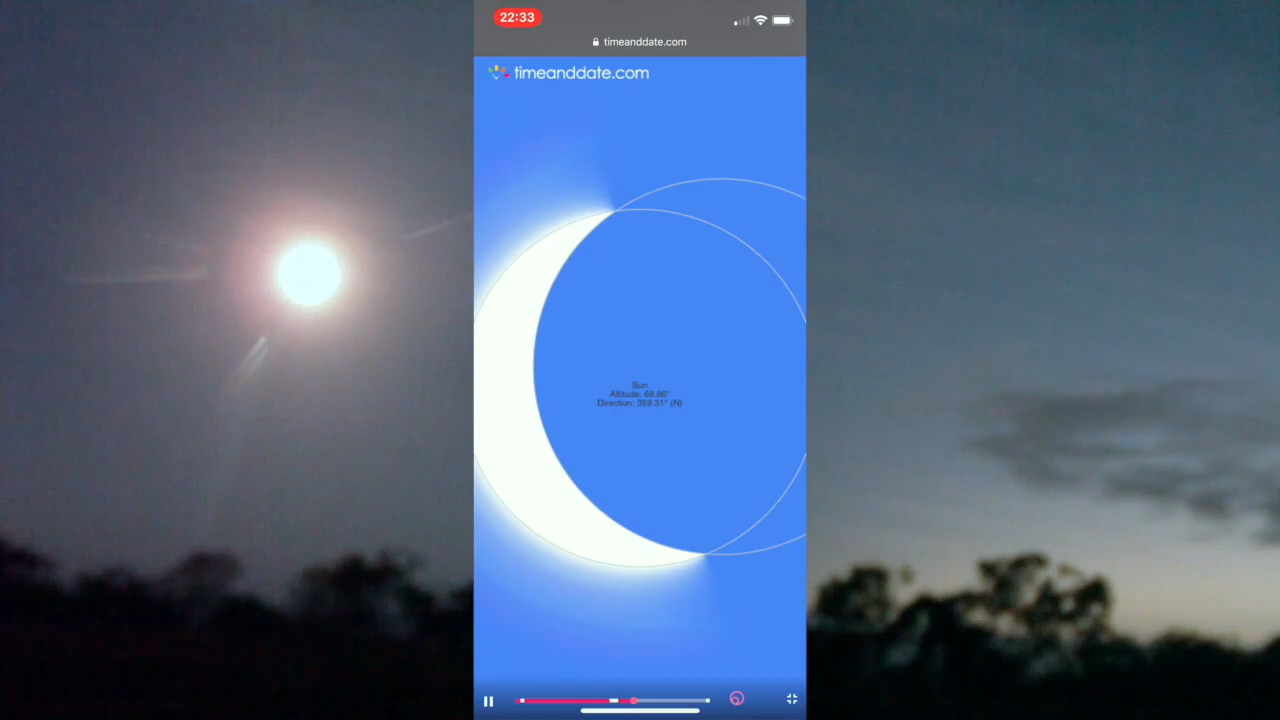 22:33
timeanddate.com
timeanddate.com
Sun
Altitude: 68.86°
Direction: 359.31° (N)